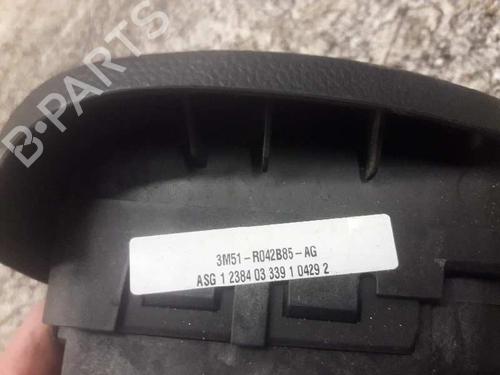 B-PARTS
3M51-R042B85-AG
ASG 1 2384 03 339 1 0429 2